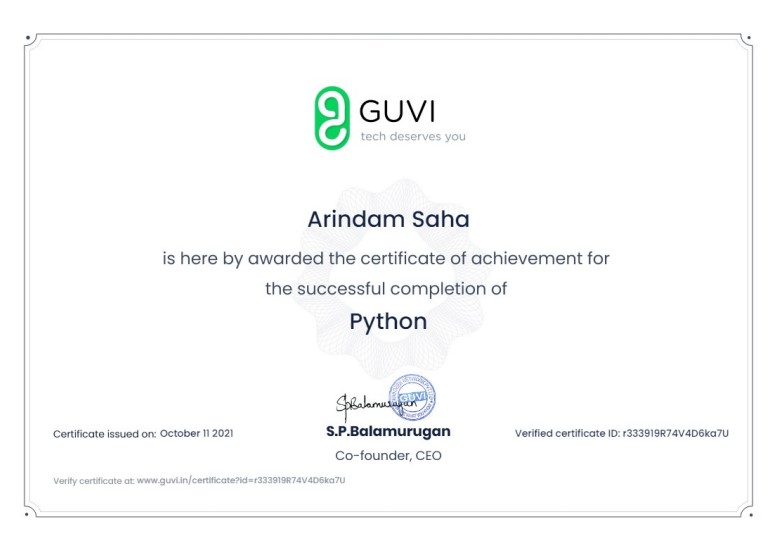 GUVI
tech deserves you
Arindam Saha
is here by awarded the certificate of achievement for
the successful completion of
Python
SpBalamurugan
GUVI
S.P.Balamurugan
Co-founder, CEO
Certificate issued on: October 11 2021
Verified certificate ID: r333919R74V4D6ka7U
Verify certificate at: www.guvi.in/certificate?id=r333919R74V4D6ka7U